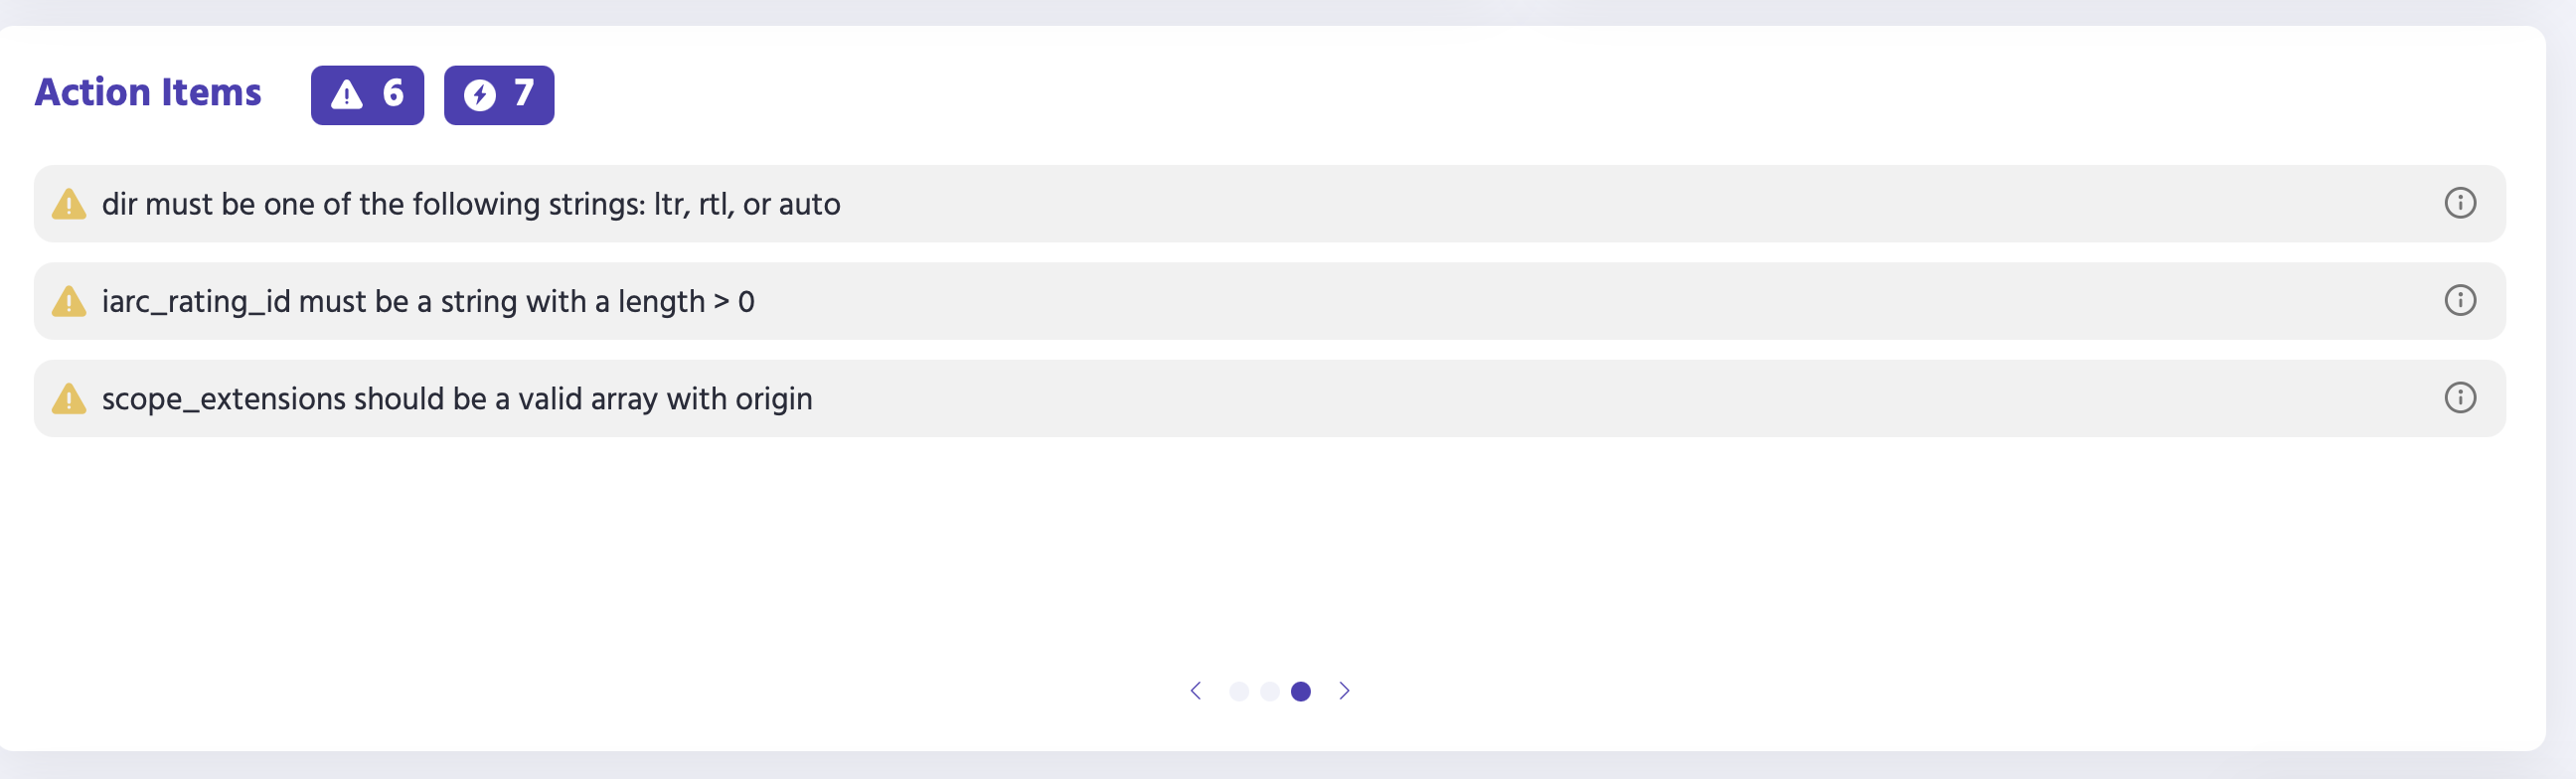 Action Items 6 7
dir must be one of the following strings: ltr, rtl, or auto
iarc_rating_id must be a string with a length > 0
scope_extensions should be a valid array with origin